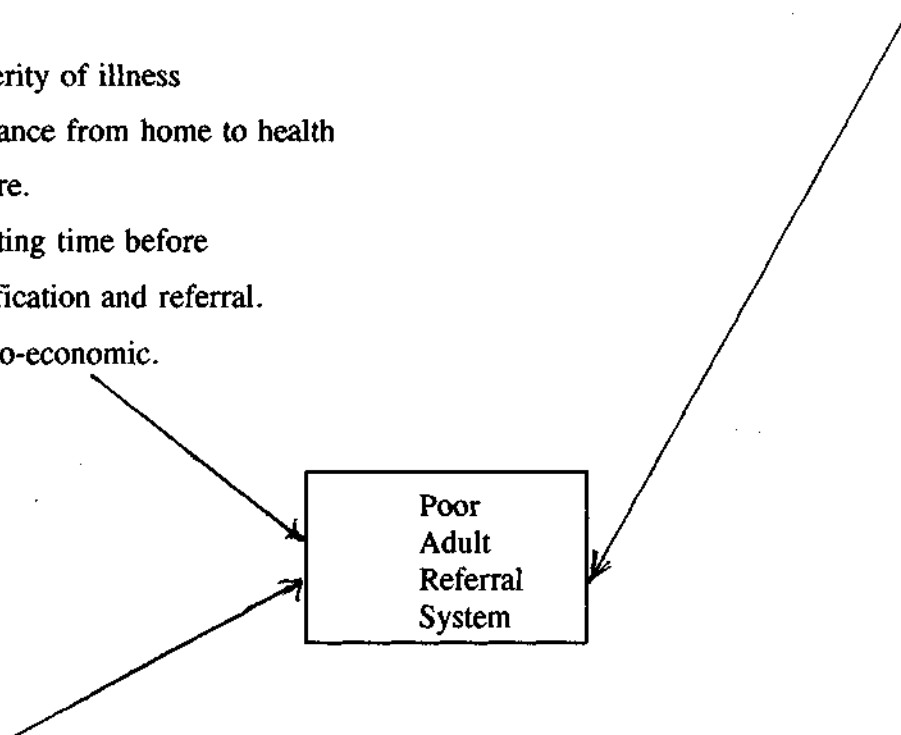 erity of illness
ance from home to health
re.
ting time before
fication and referral.
o-economic.
Poor
Adult
Referral
System